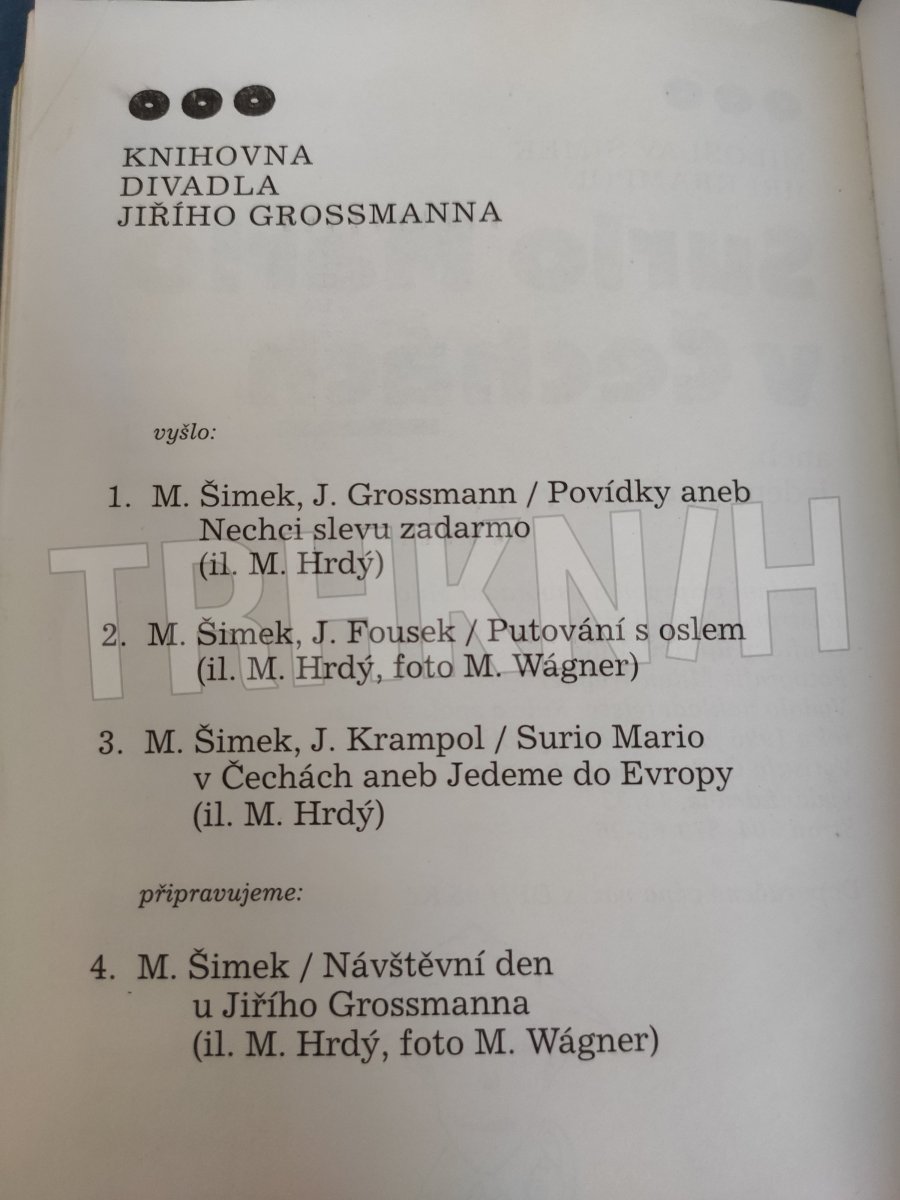 KNIHOVNA
DIVADLA
JIŘÍHO GROSSMANNA
vyšlo:
1. M. Šimek, J. Grossmann / Povídky aneb
Nechci slevu zadarmo
(il. M. Hrdý)
2. M. Šimek, J. Fousek / Putování s oslem
(il. M. Hrdý, foto M. Wágner)
3. M. Šimek, J. Krampol / Surio Mario
v Čechách aneb Jedeme do Evropy
(il. M. Hrdý)
připravujeme:
4. M. Šimek / Návštěvní den
u Jiřího Grossmanna
(il. M. Hrdý, foto M. Wágner)
TRHKNIH